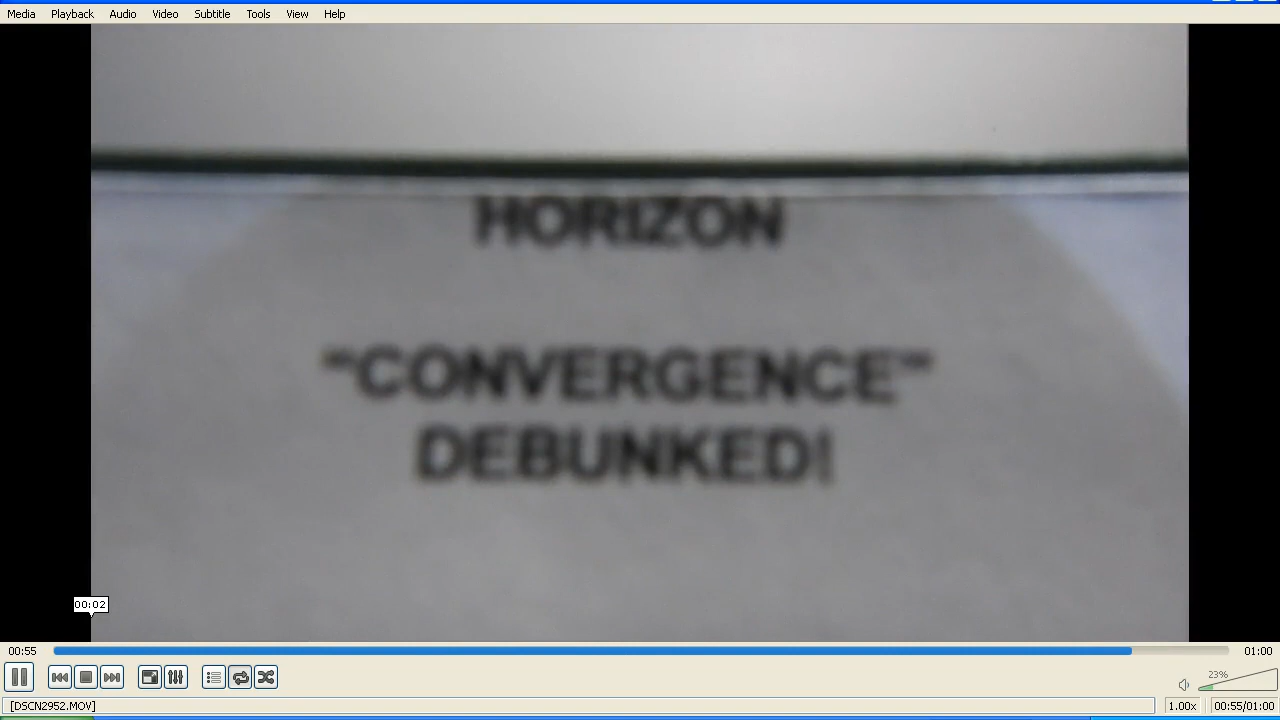 Media Playback Audio Video Subtitle Tools View Help
HORIZON
"CONVERGENCE"
DEBUNKED!
00:02
00:55 01:00
23%
[DSCN2952.MOV] 1.00x 00:55/01:00